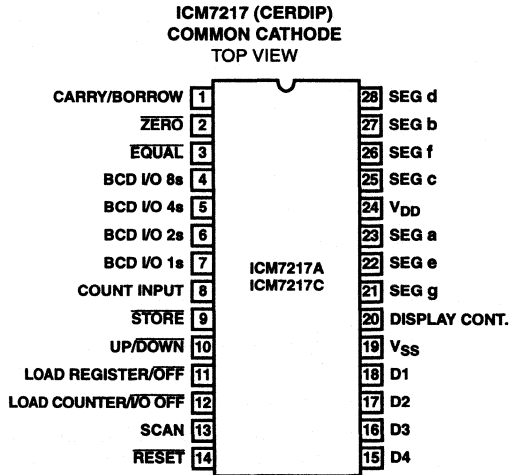 ICM7217 (CERDIP)
COMMON CATHODE
TOP VIEW
CARRY/BORROW 1
ZERO 2
EQUAL 3
BCD I/O 8s 4
BCD I/O 4s 5
BCD I/O 2s 6
BCD I/O 1s 7
COUNT INPUT 8
STORE 9
UP/DOWN 10
LOAD REGISTER/OFF 11
LOAD COUNTER/I/O OFF 12
SCAN 13
RESET 14
ICM7217A
ICM7217C
28 SEG d
27 SEG b
26 SEG f
25 SEG c
24 VDD
23 SEG a
22 SEG e
21 SEG g
20 DISPLAY CONT.
19 VSS
18 D1
17 D2
16 D3
15 D4